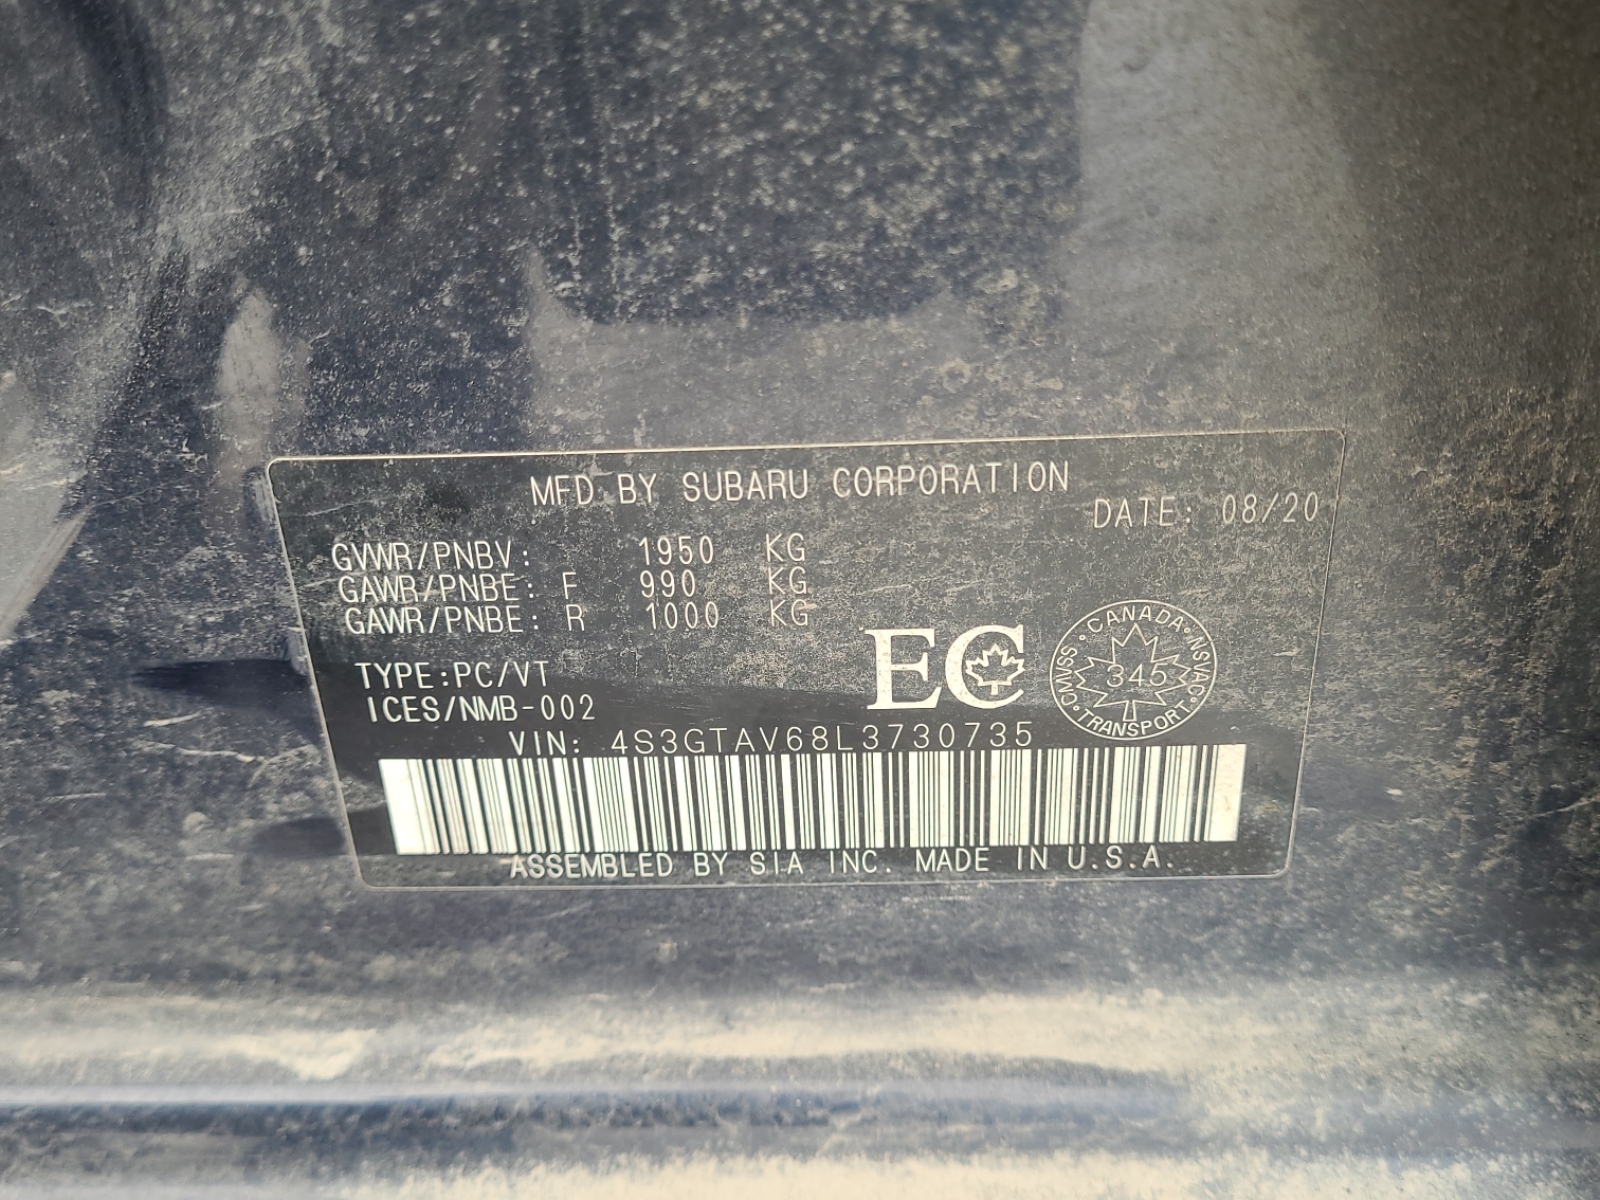 MFD BY SUBARU CORPORATION
DATE: 08/20
GVWR/PNBV: 1950 KG
GAWR/PNBE: F 990 KG
GAWR/PNBE: R 1000 KG
TYPE:PC/VT
ICES/NMB-002
EC
CANADA · NSVAC · TRANSPORT · CMVSS
345
VIN: 4S3GTAV68L3730735
ASSEMBLED BY SIA INC. MADE IN U.S.A.